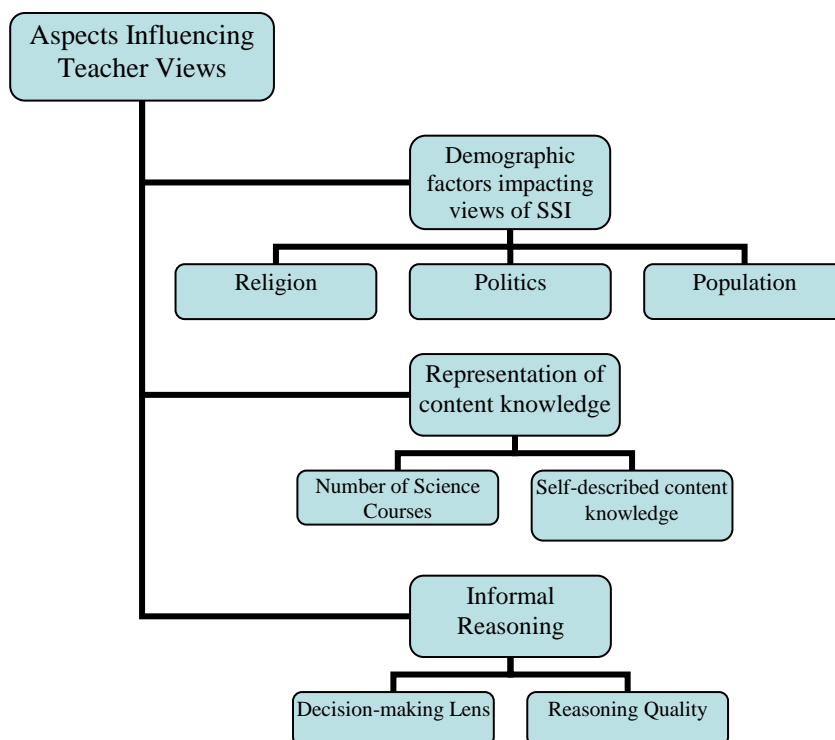 Aspects Influencing
Teacher Views
Demographic
factors impacting
views of SSI
Religion
Politics
Population
Representation of
content knowledge
Number of Science
Courses
Self-described content
knowledge
Informal
Reasoning
Decision-making Lens
Reasoning Quality